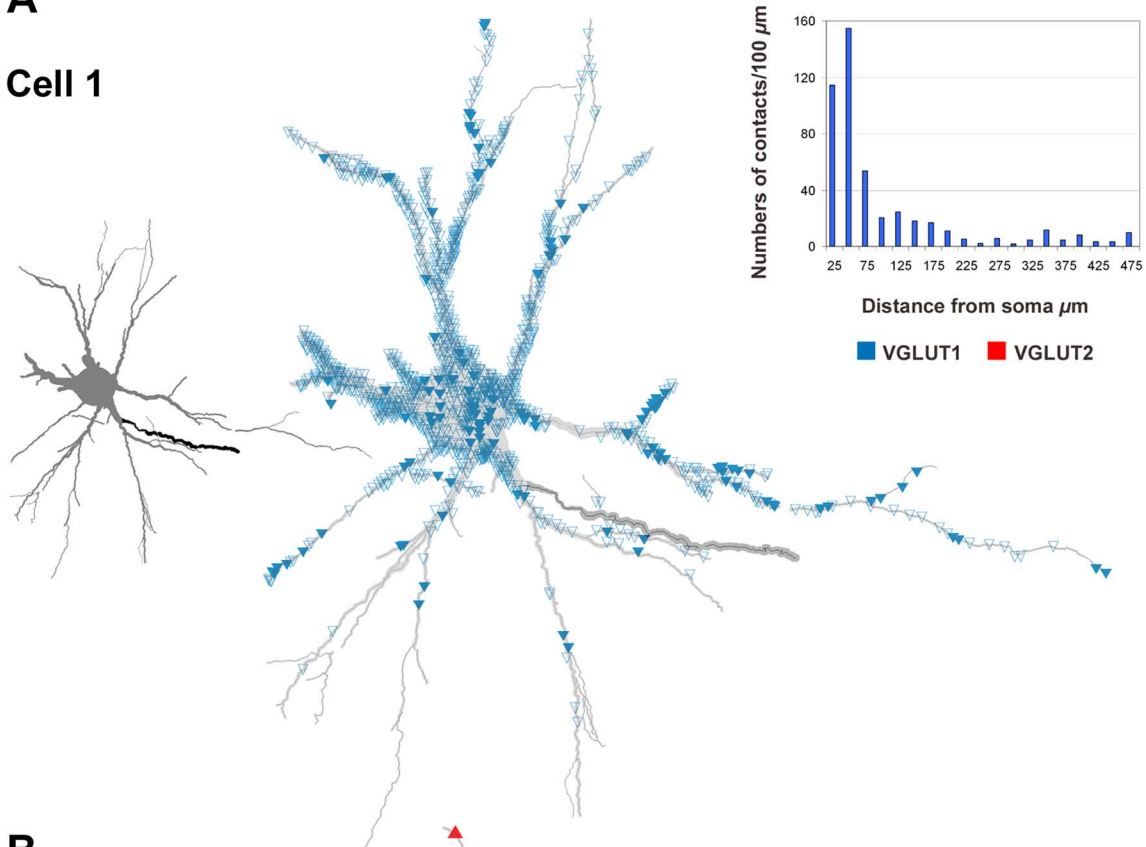 A
Cell 1
Numbers of contacts/100 µm
160
120
80
40
0
25 75 125 175 225 275 325 375 425 475
Distance from soma µm
VGLUT1 VGLUT2
B